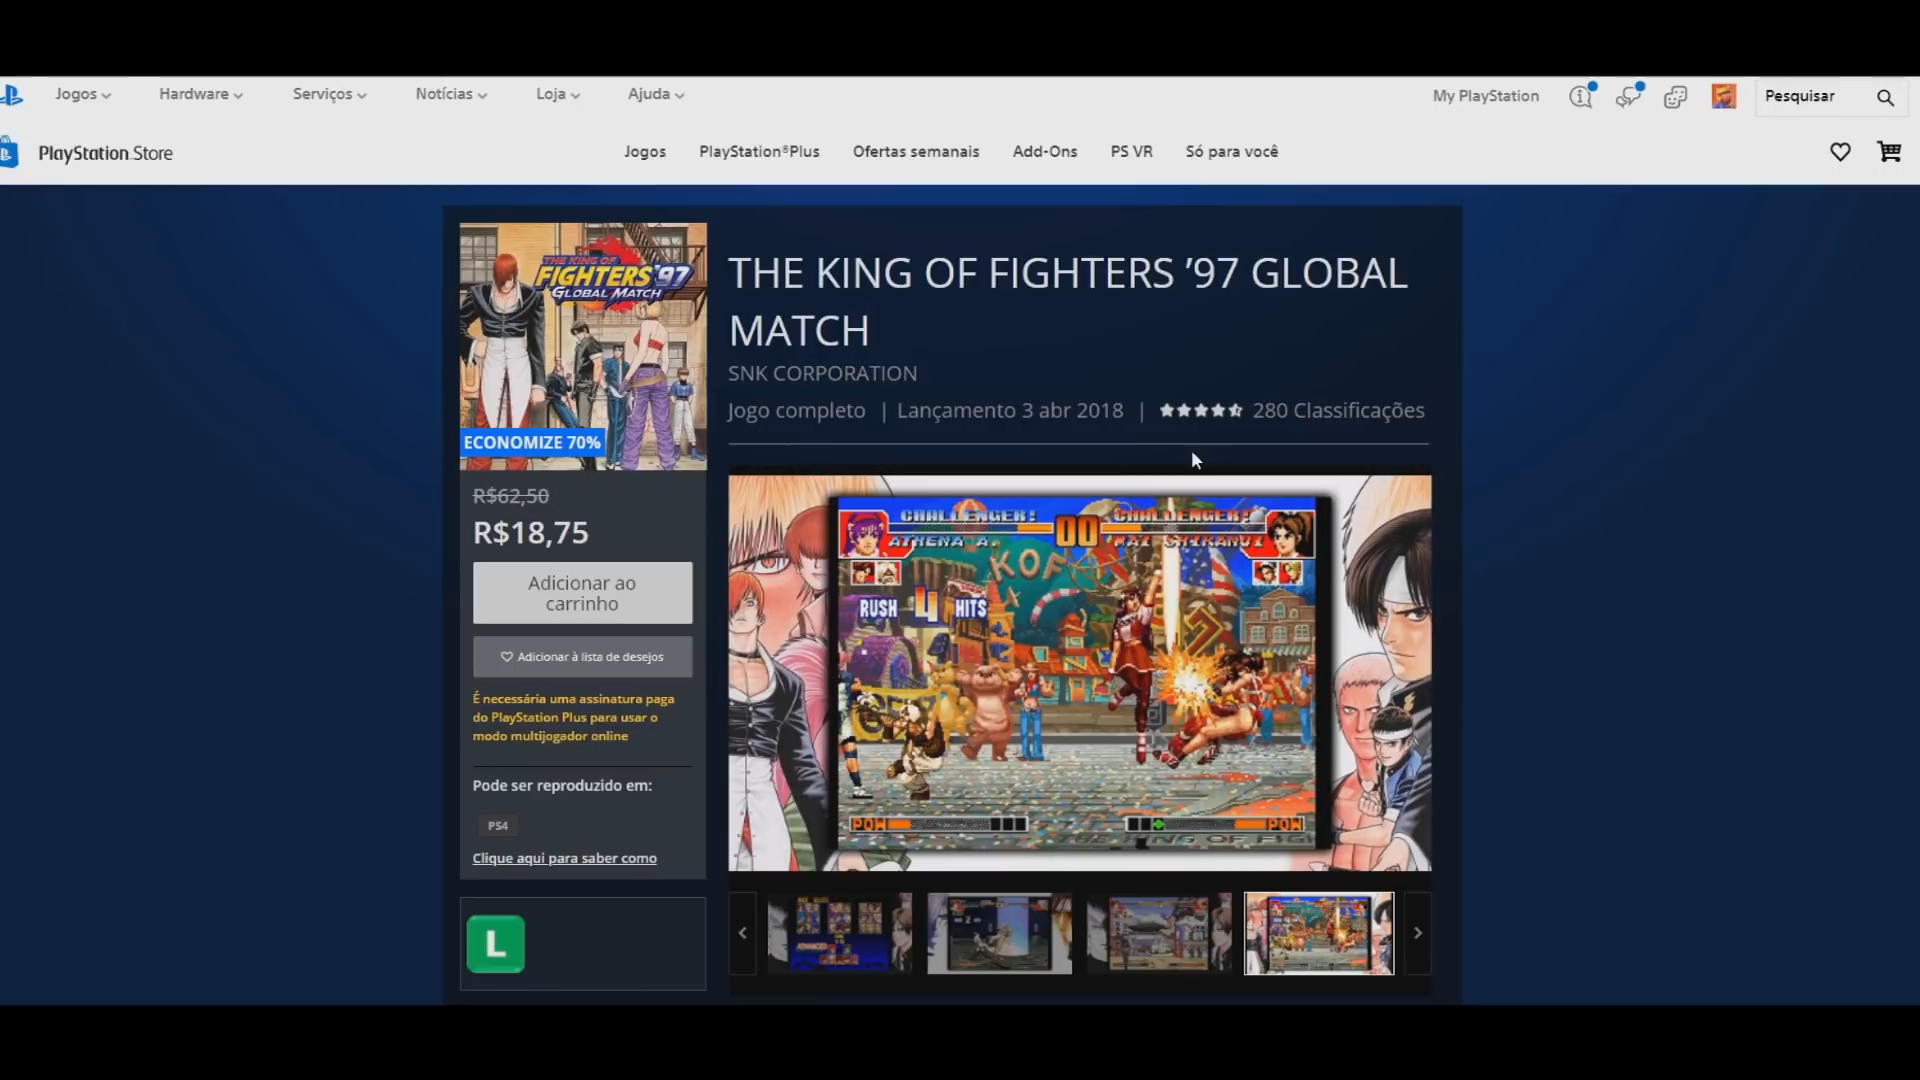 Jogos
Hardware
Serviços
Notícias
Loja
Ajuda
My PlayStation
Pesquisar
PlayStation Store
Jogos
PlayStation®Plus
Ofertas semanais
Add-Ons
PS VR
Só para você
THE KING OF
FIGHTERS'97
GLOBAL MATCH
ECONOMIZE 70%
R$62,50
R$18,75
Adicionar ao
carrinho
Adicionar à lista de desejos
É necessária uma assinatura paga
do PlayStation Plus para usar o
modo multijogador online
Pode ser reproduzido em:
PS4
Clique aqui para saber como
L
THE KING OF FIGHTERS ’97 GLOBAL
MATCH
SNK CORPORATION
Jogo completo | Lançamento 3 abr 2018 | 280 Classificações
CHALLENGER! 00 CHALLENGER!
ATHENA A. MAI SHIRANUI
KOF
RUSH 4 HITS
POW POW
ADVANCED